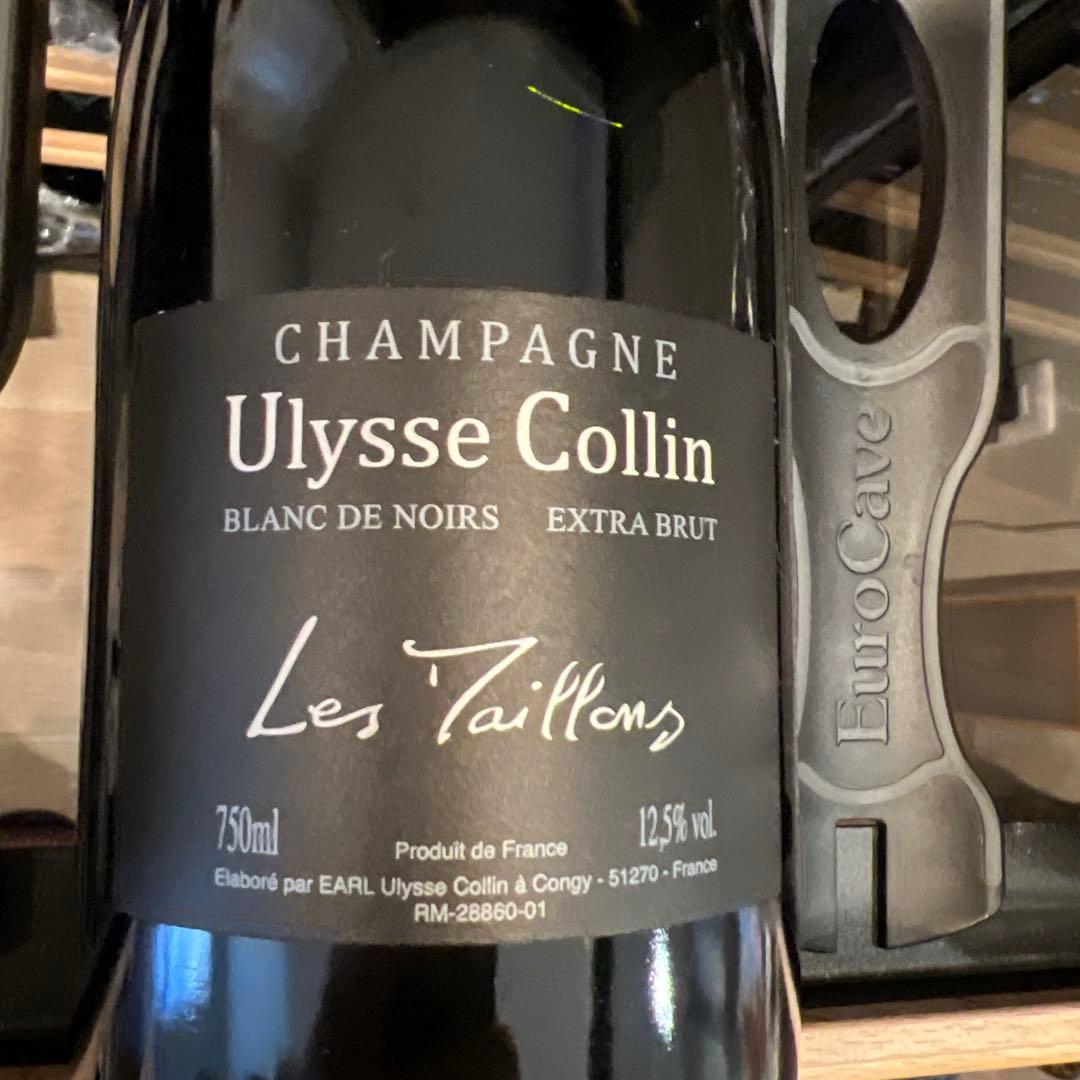 CHAMPAGNE
Ulysse Collin
BLANC DE NOIRS EXTRA BRUT
Les Maillons
750ml 12,5% vol.
Produit de France
Elaboré par EARL Ulysse Collin à Congy - 51270 - France
RM-28860-01
EuroCave